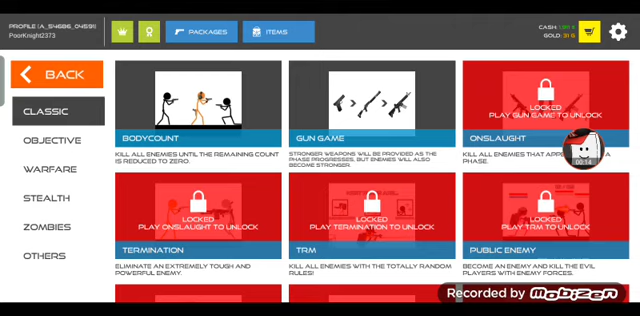 PROFILE (A_54686_04591)
PoorKnight2373
PACKAGES
ITEMS
CASH:
GOLD: 31 G
BACK
CLASSIC
OBJECTIVE
WARFARE
STEALTH
ZOMBIES
OTHERS
BODYCOUNT
KILL ALL ENEMIES UNTIL THE REMAINING COUNT
IS REDUCED TO ZERO.
GUN GAME
STRONGER WEAPONS WILL BE PROVIDED AS THE
PHASE PROGRESSES, BUT ENEMIES WILL ALSO
BECOME STRONGER.
LOCKED
PLAY GUN GAME TO UNLOCK
ONSLAUGHT
KILL ALL ENEMIES THAT A
PHASE.
00:14
LOCKED
PLAY ONSLAUGHT TO UNLOCK
TERMINATION
ELIMINATE AN EXTREMELY TOUGH AND
POWERFUL ENEMY.
LOCKED
PLAY TERMINATION TO UNLOCK
TRM
KILL ALL ENEMIES WITH THE TOTALLY RANDOM
RULES!
LOCKED
PLAY TRM TO UNLOCK
PUBLIC ENEMY
BECOME AN ENEMY AND KILL THE EVIL
PLAYERS WITH ENEMY FORCES.
Recorded by Mobizen